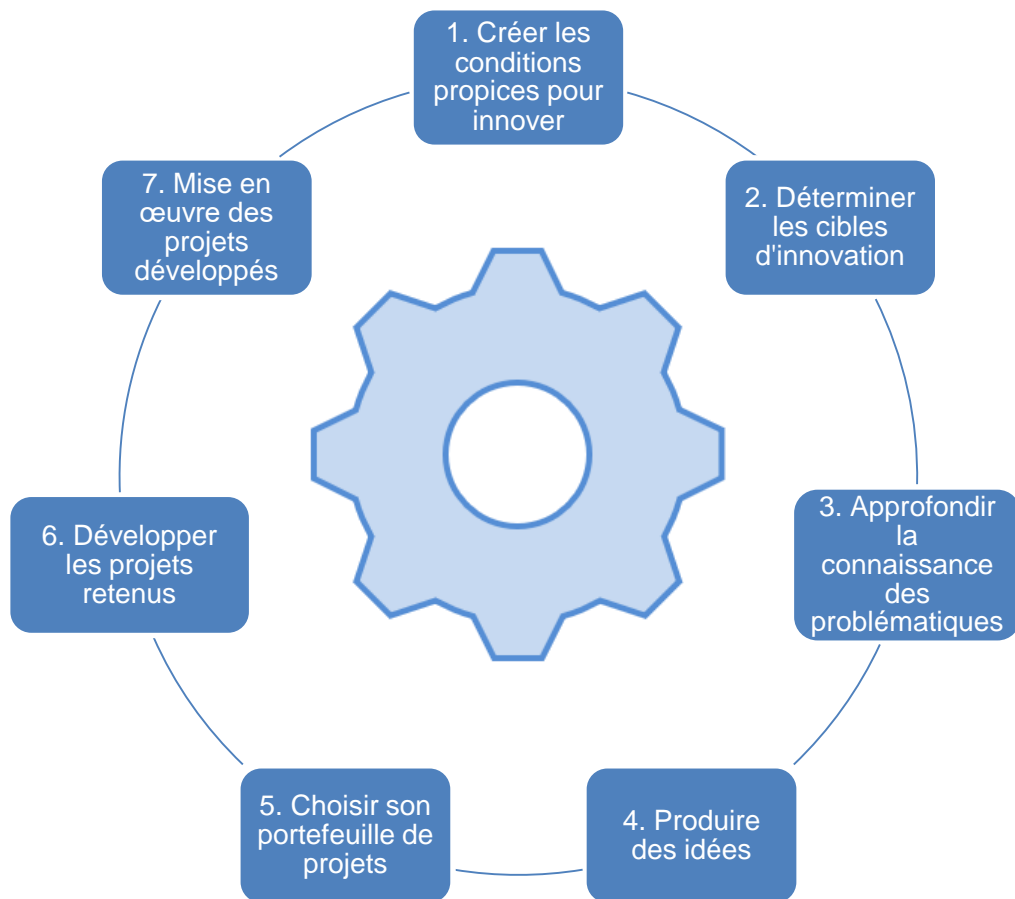 1. Créer les
conditions
propices pour
innover
2. Déterminer
les cibles
d'innovation
3. Approfondir
la
connaissance
des
problématiques
4. Produire
des idées
5. Choisir son
portefeuille de
projets
6. Développer
les projets
retenus
7. Mise en
œuvre des
projets
développés